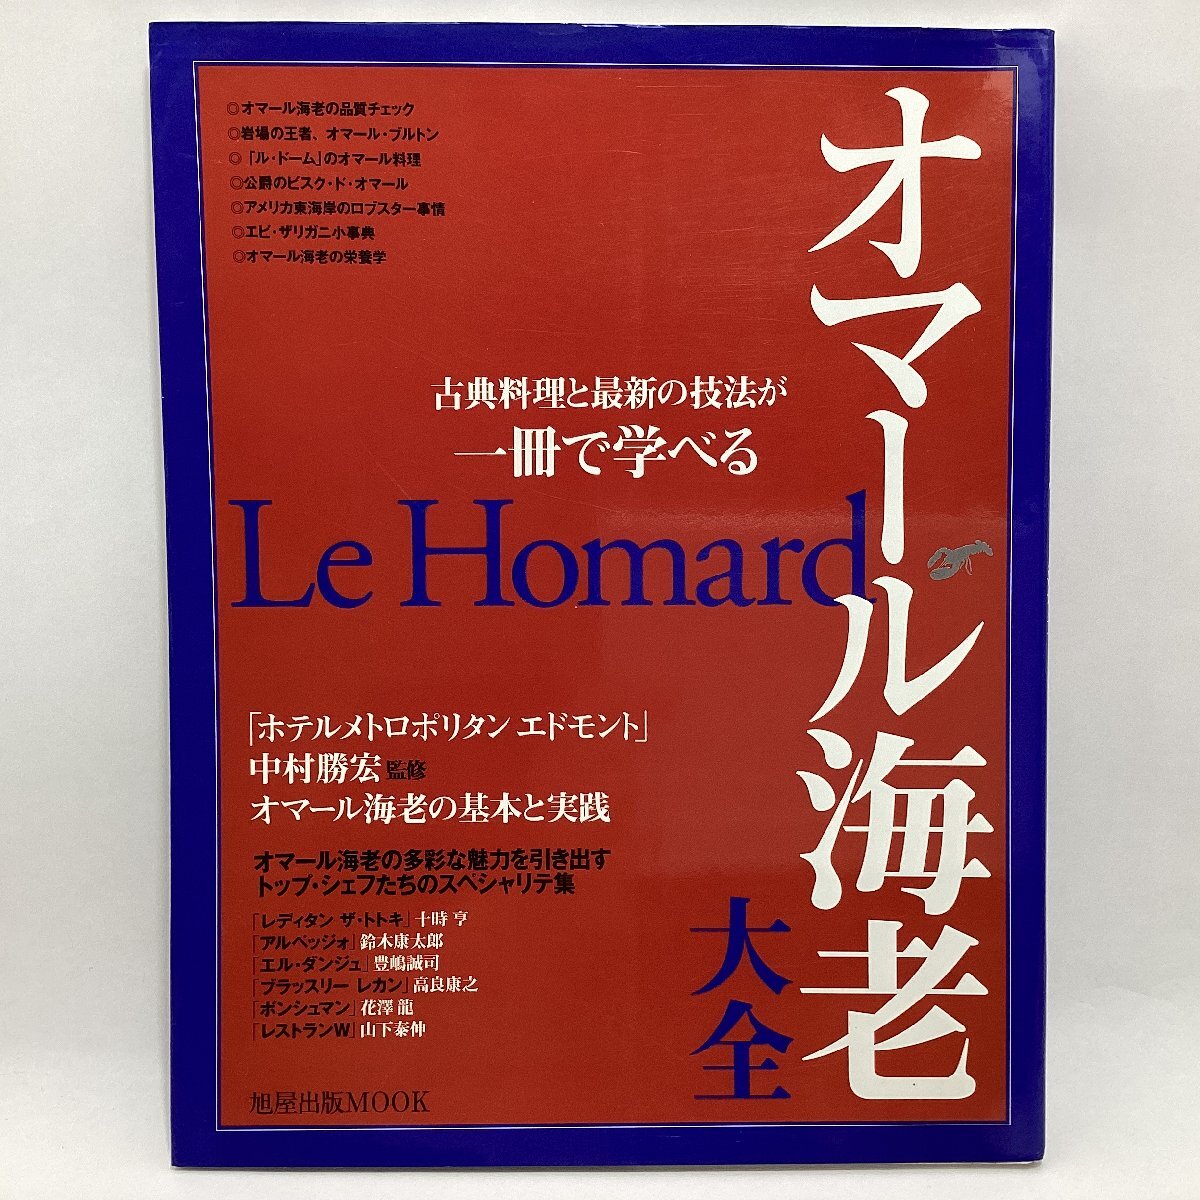 オマール海老
大全
◎オマール海老の品質チェック
◎岩場の王者、オマール・ブルトン
◎「ル・ドーム」のオマール料理
◎公爵のビスク・ド・オマール
◎アメリカ東海岸のロブスター事情
◎エビ・ザリガニ小事典
◎オマール海老の栄養学
古典料理と最新の技法が
一冊で学べる
Le Homard
「ホテルメトロポリタン エドモント」
中村勝宏 監修
オマール海老の基本と実践
オマール海老の多彩な魅力を引き出す
トップ・シェフたちのスペシャリテ集
「レディタン ザ・トトキ」十時 亨
「アルペッジォ」鈴木康太郎
「エル・ダンジュ」豊嶋誠司
「ブラッスリー レカン」高良康之
「ボンシュマン」花澤 龍
「レストランW」山下泰伸
旭屋出版MOOK